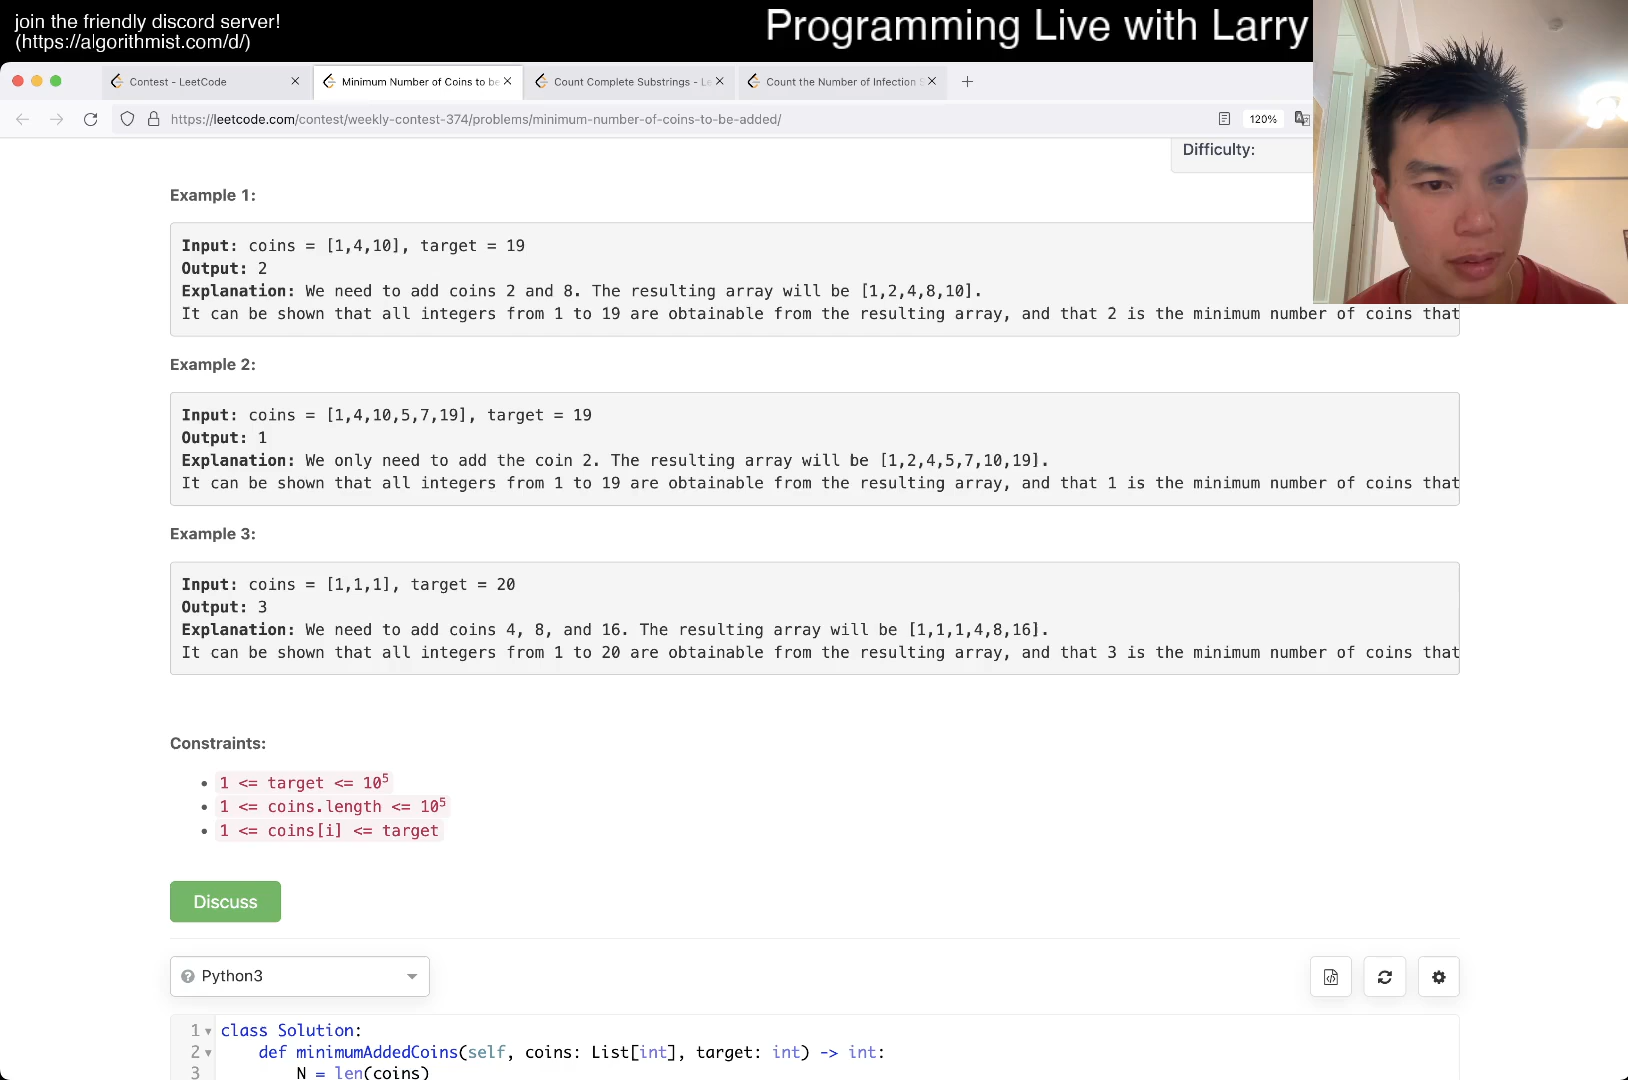 join the friendly discord server!
(https://algorithmist.com/d/)
Programming Live with Larry
Contest - LeetCode
Minimum Number of Coins to be
Count Complete Substrings - Le
Count the Number of Infection S
https://leetcode.com/contest/weekly-contest-374/problems/minimum-number-of-coins-to-be-added/
120%
Difficulty:
Example 1:
Input: coins = [1,4,10], target = 19
Output: 2
Explanation: We need to add coins 2 and 8. The resulting array will be [1,2,4,8,10].
It can be shown that all integers from 1 to 19 are obtainable from the resulting array, and that 2 is the minimum number of coins that
Example 2:
Input: coins = [1,4,10,5,7,19], target = 19
Output: 1
Explanation: We only need to add the coin 2. The resulting array will be [1,2,4,5,7,10,19].
It can be shown that all integers from 1 to 19 are obtainable from the resulting array, and that 1 is the minimum number of coins that
Example 3:
Input: coins = [1,1,1], target = 20
Output: 3
Explanation: We need to add coins 4, 8, and 16. The resulting array will be [1,1,1,4,8,16].
It can be shown that all integers from 1 to 20 are obtainable from the resulting array, and that 3 is the minimum number of coins that
Constraints:
• 1 <= target <= 10⁵
• 1 <= coins.length <= 10⁵
• 1 <= coins[i] <= target
Discuss
Python3
1 class Solution:
2 def minimumAddedCoins(self, coins: List[int], target: int) -> int:
3 N = len(coins)